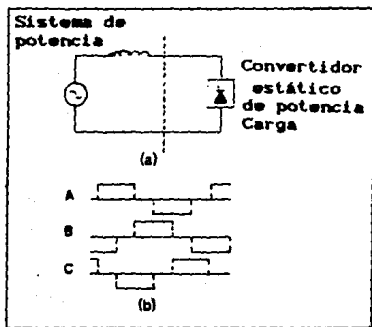 Sistema de
potencia
Convertidor
estático
de potencia
Carga
(a)
A
B
C
(b)